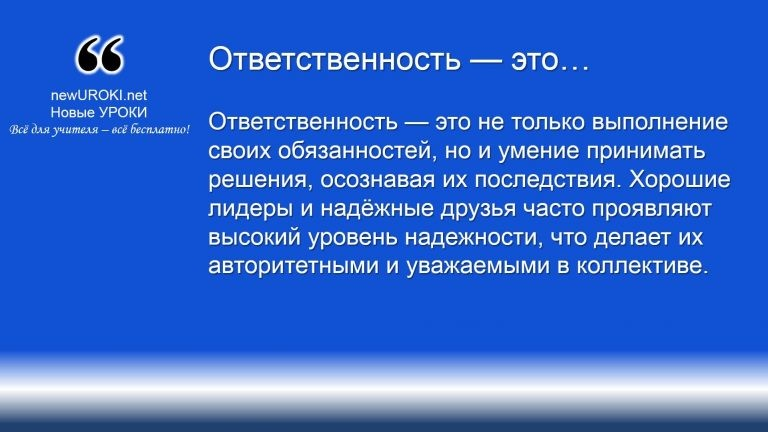 “
newUROKI.net
Новые УРОКИ
Всё для учителя – всё бесплатно!
Ответственность — это…
Ответственность — это не только выполнение
своих обязанностей, но и умение принимать
решения, осознавая их последствия. Хорошие
лидеры и надёжные друзья часто проявляют
высокий уровень надежности, что делает их
авторитетными и уважаемыми в коллективе.